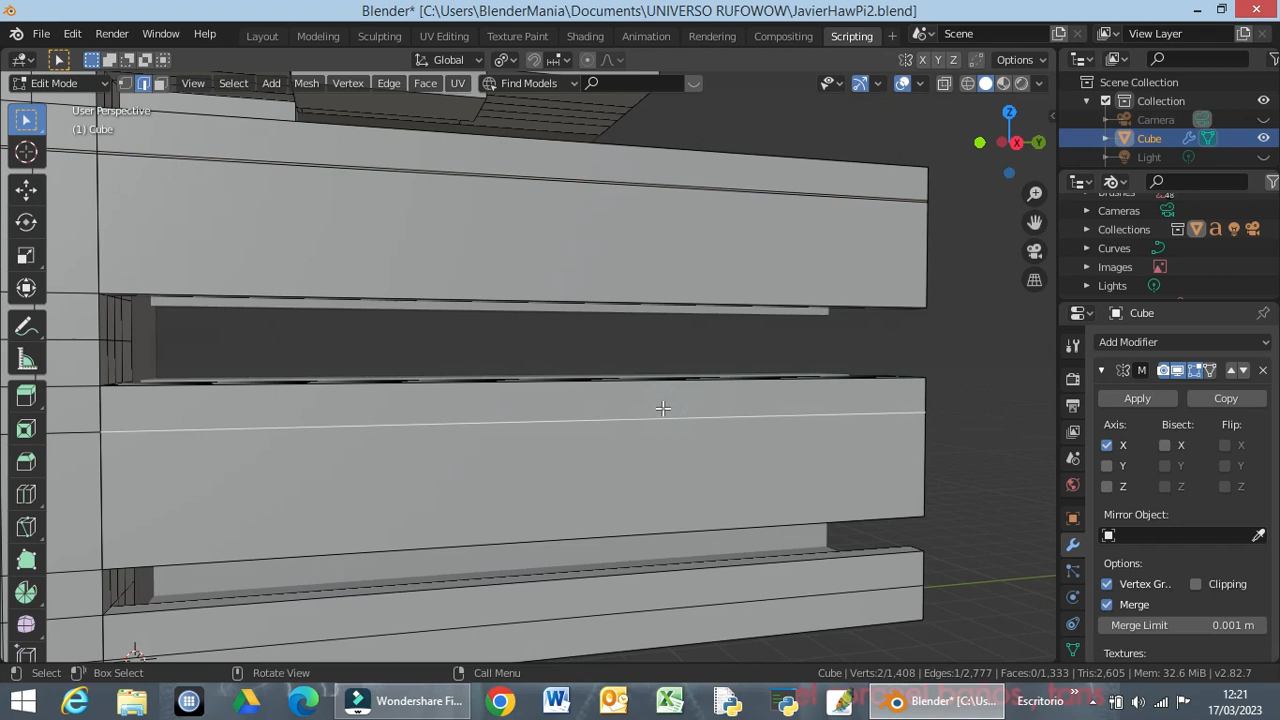 Blender* [C:\Users\BlenderMania\Documents\UNIVERSO RUFOWOW\JavierHawPi2.blend]
File Edit Render Window Help Layout Modeling Sculpting UV Editing Texture Paint Shading Animation Rendering Compositing Scripting + Scene View Layer
Global X Y Z Options
Edit Mode View Select Add Mesh Vertex Edge Face UV Find Models
User Perspective
(1) Cube
Z
X Y
Scene Collection
Collection
Camera
Cube
Light
Brushes 48
Cameras
Collections
Curves
Images
Lights
Cube
Add Modifier
M
Apply Copy
Axis: Bisect: Flip:
X X X
Y Y Y
Z Z Z
Mirror Object:
Options:
Vertex Gr.. Clipping
Merge
Merge Limit 0.001 m
Textures:
Select Box Select Rotate View Call Menu Cube | Verts:2/1,408 | Edges:1/2,777 | Faces:0/1,333 | Tris:2,605 | Mem: 32.6 MiB | v2.82.7
Wondershare Fi... Blender* [C:\Us... Escritorio »
12:21
17/03/2023